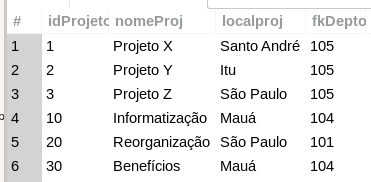 # idProjeto nomeProj localproj fkDepto
1 1 Projeto X Santo André 105
2 2 Projeto Y Itu 105
3 3 Projeto Z São Paulo 105
4 10 Informatização Mauá 104
5 20 Reorganização São Paulo 101
6 30 Benefícios Mauá 104